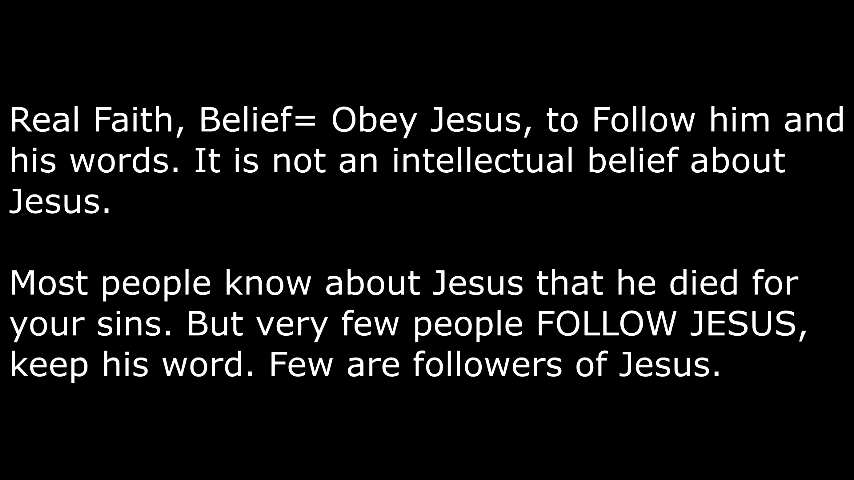 Real Faith, Belief= Obey Jesus, to Follow him and
his words. It is not an intellectual belief about
Jesus.
Most people know about Jesus that he died for
your sins. But very few people FOLLOW JESUS,
keep his word. Few are followers of Jesus.